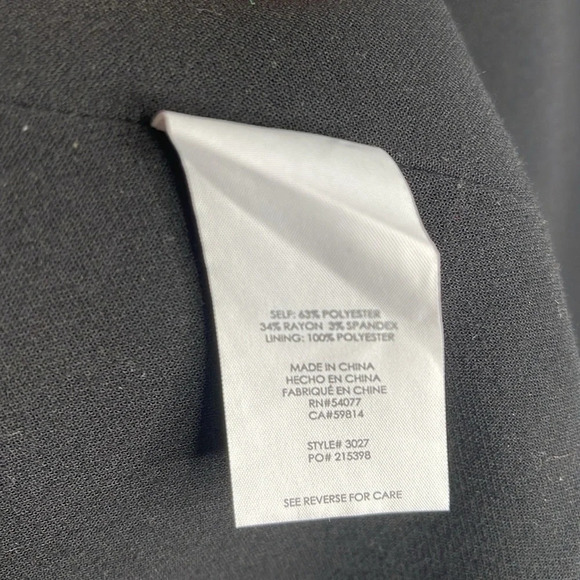 SELF: 63% POLYESTER
34% RAYON 3% SPANDEX
LINING: 100% POLYESTER
MADE IN CHINA
HECHO EN CHINA
FABRIQUÉ EN CHINE
RN#54077
CA#59814
STYLE# 3027
PO# 215398
SEE REVERSE FOR CARE